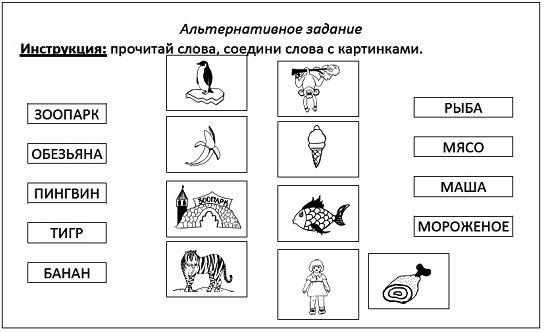 Альтернативное задание
Инструкция: прочитай слова, соедини слова с картинками.
ЗООПАРК
ОБЕЗЬЯНА
ПИНГВИН
ТИГР
БАНАН
ЗООПАРК
РЫБА
МЯСО
МАША
МОРОЖЕНОЕ